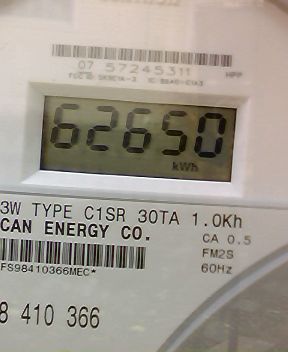 07 57245311
HPP
62650
kWh
3W TYPE C1SR 30TA 1.0Kh
CAN ENERGY CO.
CA 0.5
FM2S
60Hz
FS98410366MEC*
8 410 366